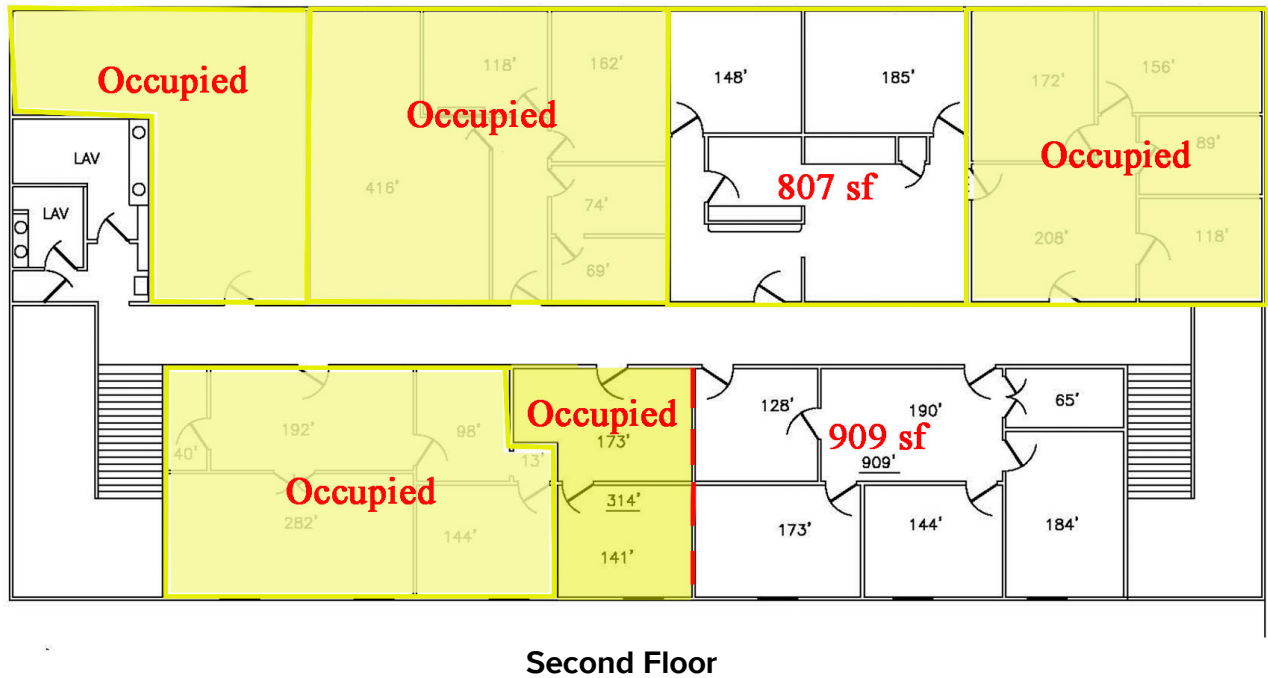 118'
162'
148'
185'
172'
156'
Occupied
Occupied
Occupied
89'
LAV
416'
807 sf
LAV
74'
208'
118'
69'
128'
190'
65'
Occupied
192'
98'
173'
909 sf
40'
13'
909'
Occupied
314'
282'
144'
141'
173'
144'
184'
Second Floor